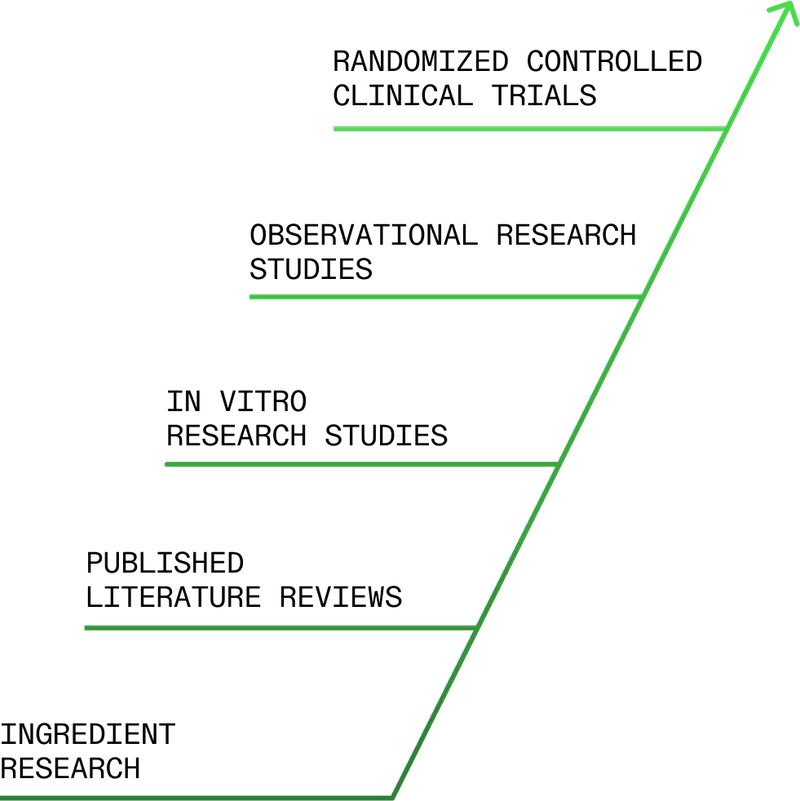 RANDOMIZED CONTROLLED
CLINICAL TRIALS
OBSERVATIONAL RESEARCH
STUDIES
IN VITRO
RESEARCH STUDIES
PUBLISHED
LITERATURE REVIEWS
INGREDIENT
RESEARCH